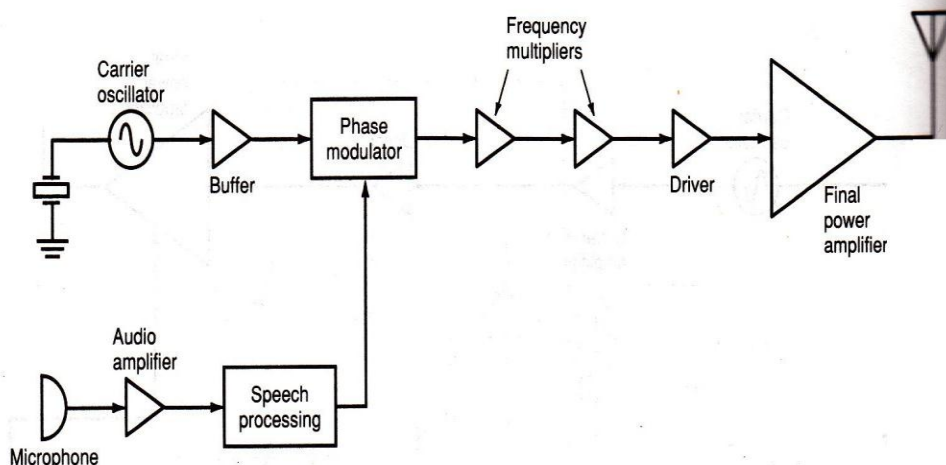 Frequency
multipliers
Carrier
oscillator
Phase
modulator
Buffer
Driver
Final
power
amplifier
Audio
amplifier
Speech
processing
Microphone